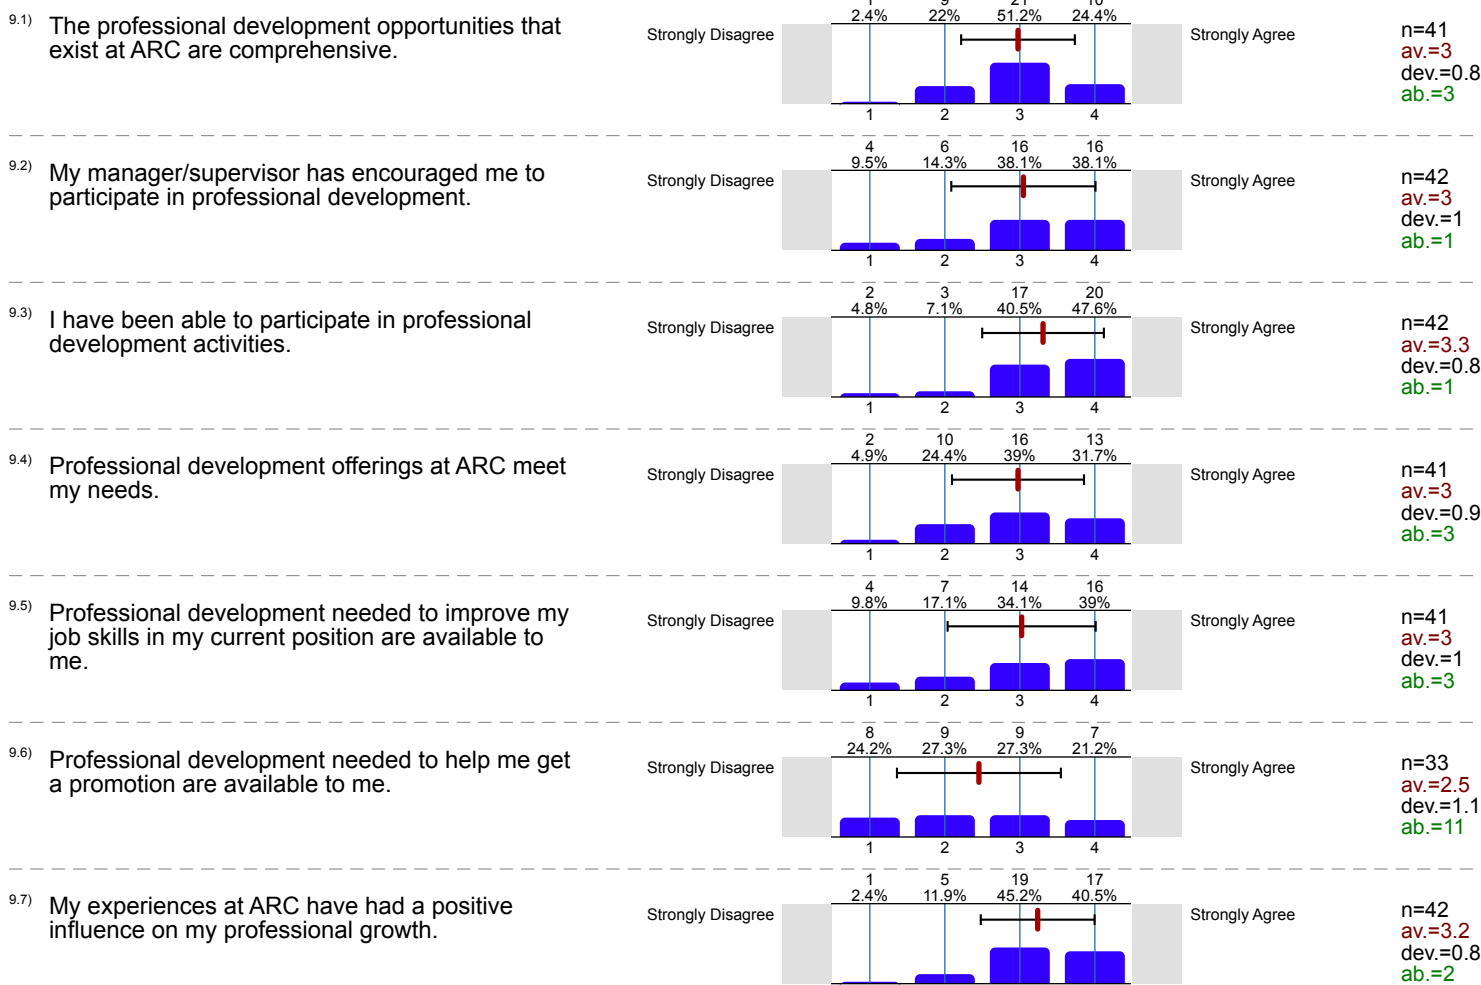 1 9 21 10
2.4% 22% 51.2% 24.4%
9.1) The professional development opportunities that
exist at ARC are comprehensive.
Strongly Disagree
Strongly Agree
n=41
av.=3
dev.=0.8
ab.=3
1 2 3 4
4 6 16 16
9.5% 14.3% 38.1% 38.1%
9.2) My manager/supervisor has encouraged me to
participate in professional development.
Strongly Disagree
Strongly Agree
n=42
av.=3
dev.=1
ab.=1
1 2 3 4
2 3 17 20
4.8% 7.1% 40.5% 47.6%
9.3) I have been able to participate in professional
development activities.
Strongly Disagree
Strongly Agree
n=42
av.=3.3
dev.=0.8
ab.=1
1 2 3 4
2 10 16 13
4.9% 24.4% 39% 31.7%
9.4) Professional development offerings at ARC meet
my needs.
Strongly Disagree
Strongly Agree
n=41
av.=3
dev.=0.9
ab.=3
1 2 3 4
4 7 14 16
9.8% 17.1% 34.1% 39%
9.5) Professional development needed to improve my
job skills in my current position are available to
me.
Strongly Disagree
Strongly Agree
n=41
av.=3
dev.=1
ab.=3
1 2 3 4
8 9 9 7
24.2% 27.3% 27.3% 21.2%
9.6) Professional development needed to help me get
a promotion are available to me.
Strongly Disagree
Strongly Agree
n=33
av.=2.5
dev.=1.1
ab.=11
1 2 3 4
1 5 19 17
2.4% 11.9% 45.2% 40.5%
9.7) My experiences at ARC have had a positive
influence on my professional growth.
Strongly Disagree
Strongly Agree
n=42
av.=3.2
dev.=0.8
ab.=2